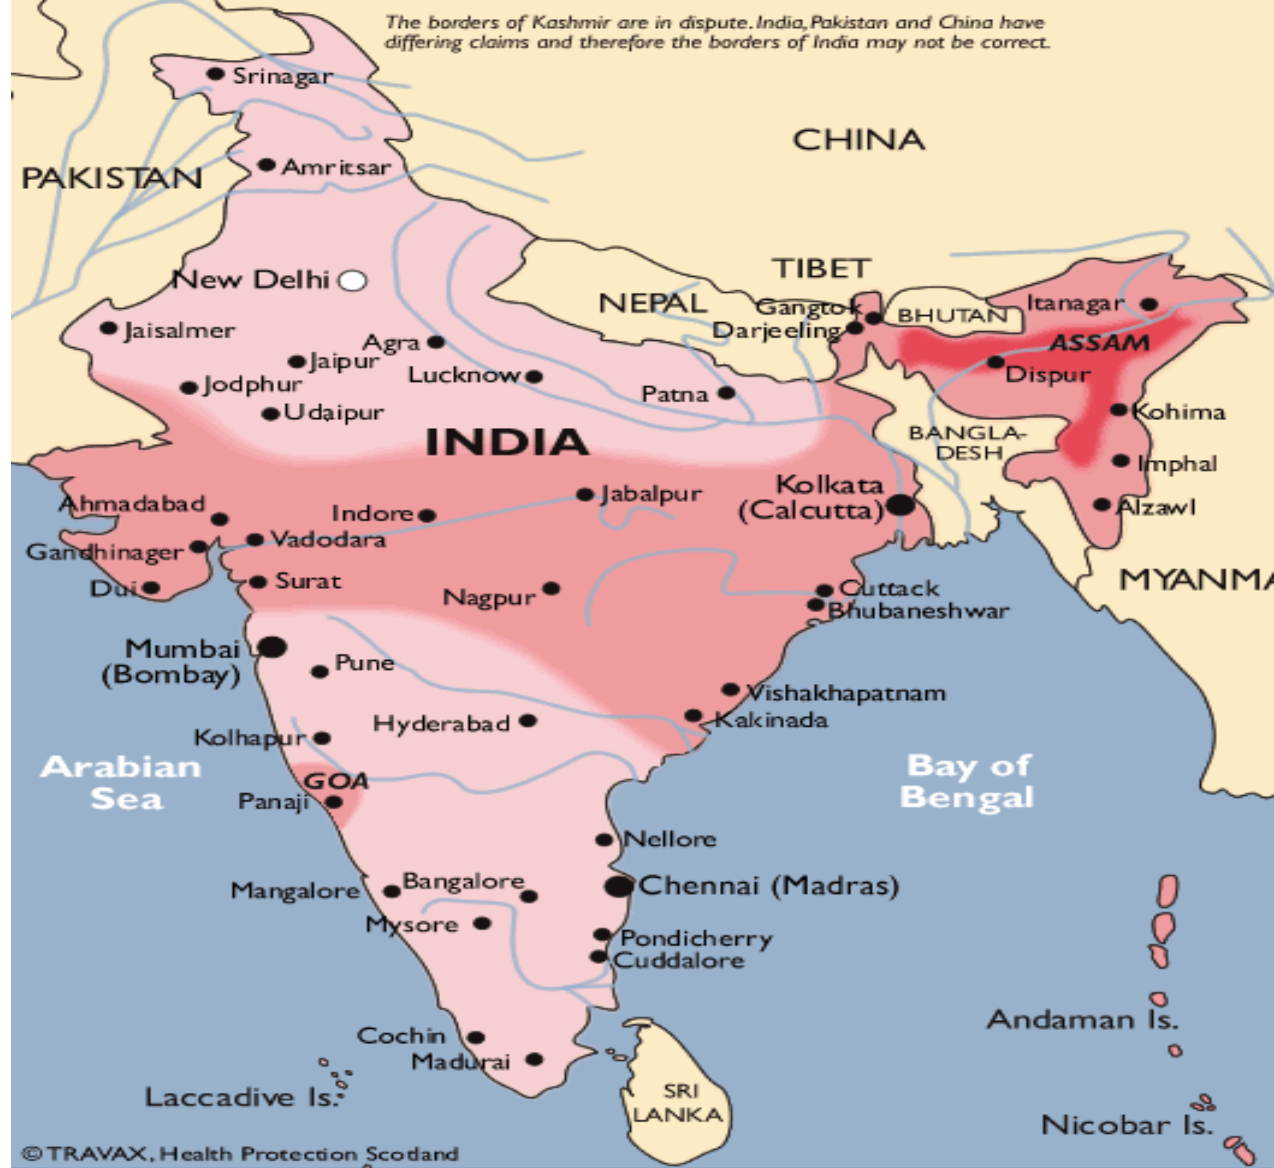 The borders of Kashmir are in dispute. India, Pakistan and China have
differing claims and therefore the borders of India may not be correct.
Srinagar
CHINA
Amritsar
PAKISTAN
TIBET
New Delhi
NEPAL
Gangtok
Itanagar
BHUTAN
Jaisalmer
Darjeeling
Agra
ASSAM
Jaipur
Lucknow
Dispur
Jodphur
Patna
Udaipur
Kohima
INDIA
BANGLA-
DESH
Imphal
Kolkata
(Calcutta)
Jabalpur
Ahmadabad
Indore
Alzawl
Vadodara
Gandhinager
Surat
MYANMA
Dui
Nagpur
Cuttack
Bhubaneshwar
Mumbai
(Bombay)
Pune
Vishakhapatnam
Hyderabad
Kakinada
Kolhapur
Arabian
Sea
Bay of
Bengal
GOA
Panaji
Nellore
Mangalore
Bangalore
Chennai (Madras)
Mysore
Pondicherry
Cuddalore
Andaman Is.
Cochin
Madurai
Laccadive Is.
SRI
LANKA
Nicobar Is.
© TRAVAX, Health Protection Scotland